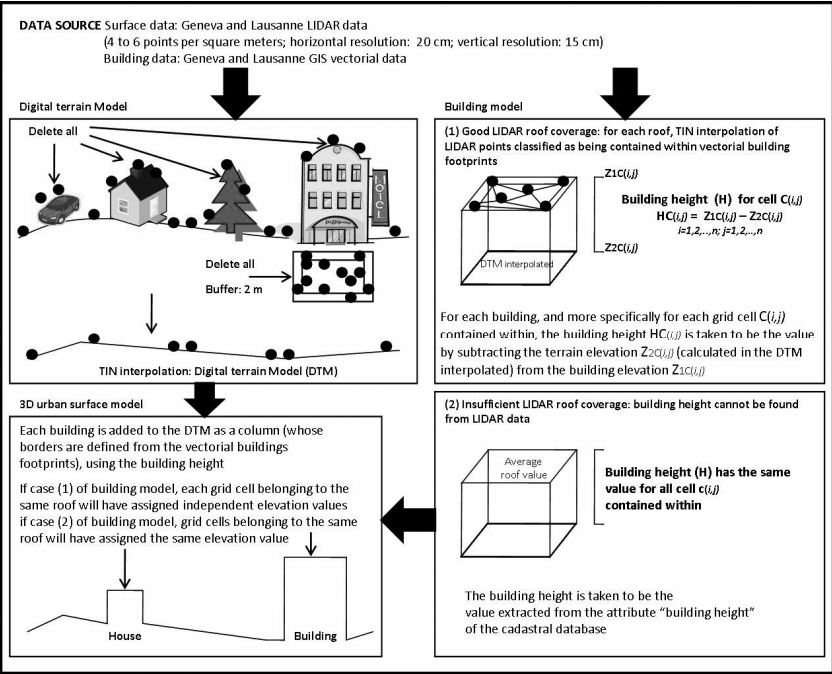 DATA SOURCE Surface data: Geneva and Lausanne LIDAR data
(4 to 6 points per square meters; horizontal resolution: 20 cm; vertical resolution: 15 cm)
Building data: Geneva and Lausanne GIS vectorial data
Digital terrain Model
Delete all
MOTEL
Delete all
Buffer: 2 m
TIN interpolation: Digital terrain Model (DTM)
Building model
(1) Good LIDAR roof coverage: for each roof, TIN interpolation of
LIDAR points classified as being contained within vectorial building
footprints
Z1C(i,j)
Building height (H) for cell C(i,j)
HC(i,j) = Z1C(i,j) – Z2C(i,j)
i=1,2,..,n; j=1,2,..,n
Z2C(i,j)
DTM interpolated
For each building, and more specifically for each grid cell C(i,j)
contained within, the building height HC(i,j) is taken to be the value
by subtracting the terrain elevation Z2C(i,j) (calculated in the DTM
interpolated) from the building elevation Z1C(i,j)
3D urban surface model
Each building is added to the DTM as a column (whose
borders are defined from the vectorial buildings
footprints), using the building height
If case (1) of building model, each grid cell belonging to the
same roof will have assigned independent elevation values
if case (2) of building model, grid cells belonging to the same
roof will have assigned the same elevation value
House
Building
(2) Insufficient LIDAR roof coverage: building height cannot be found
from LIDAR data
Average
roof value
Building height (H) has the same
value for all cell c(i,j)
contained within
The building height is taken to be the
value extracted from the attribute “building height”
of the cadastral database